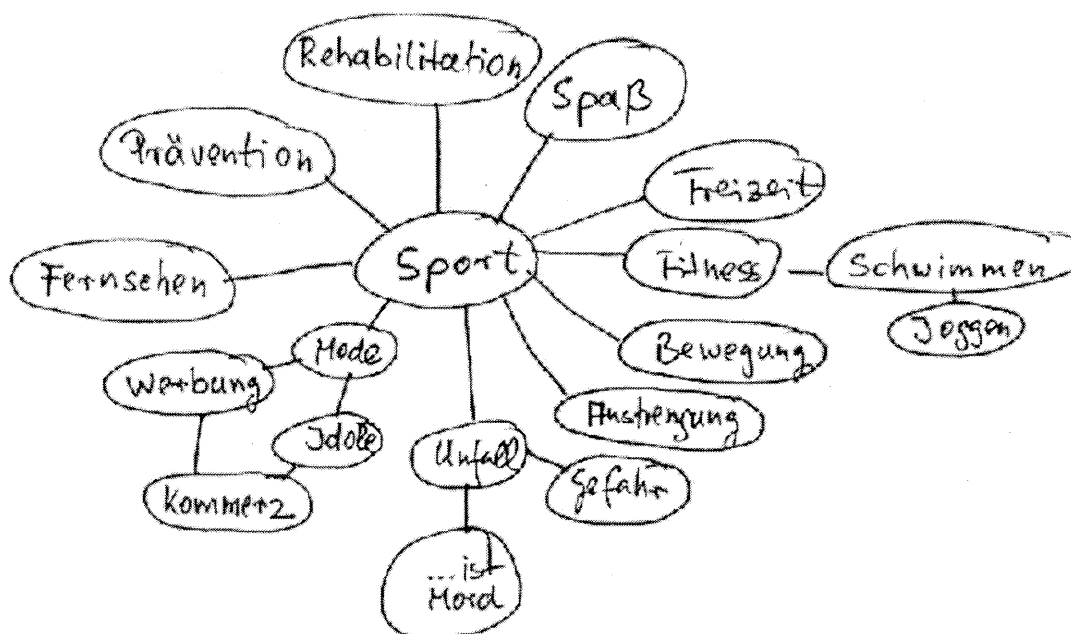 Rehabilitation
Spaß
Prävention
Freizeit
Sport
Fitness
Schwimmen
Fernsehen
Joggen
Mode
Bewegung
Werbung
Anstrengung
Idole
Unfall
Gefahr
Kommerz
... ist
Mord